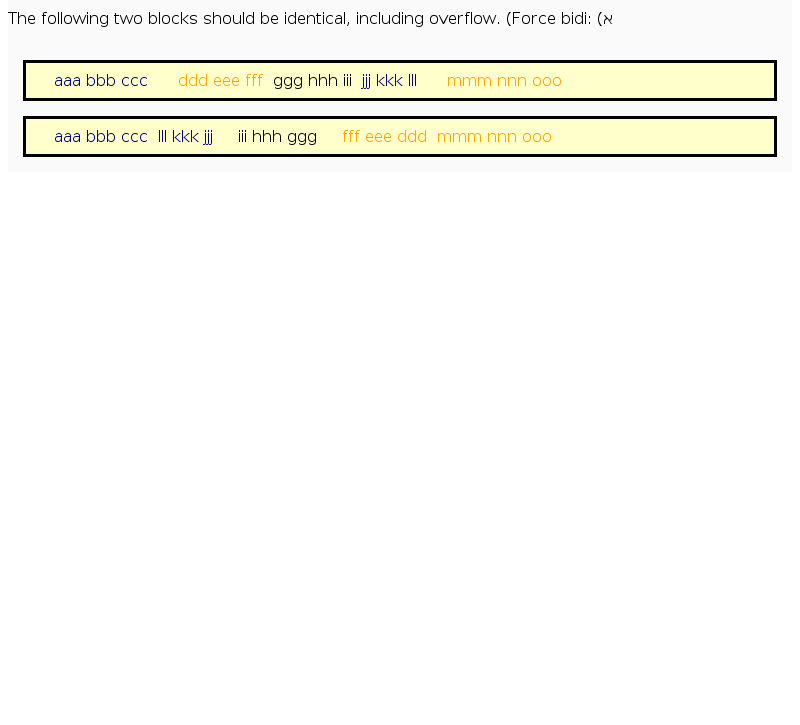 The following two blocks should be identical, including overflow. (Force bidi: (א
aaa bbb ccc ddd eee fff ggg hhh iii jjj kkk lll mmm nnn ooo
aaa bbb ccc lll kkk jjj iii hhh ggg fff eee ddd mmm nnn ooo